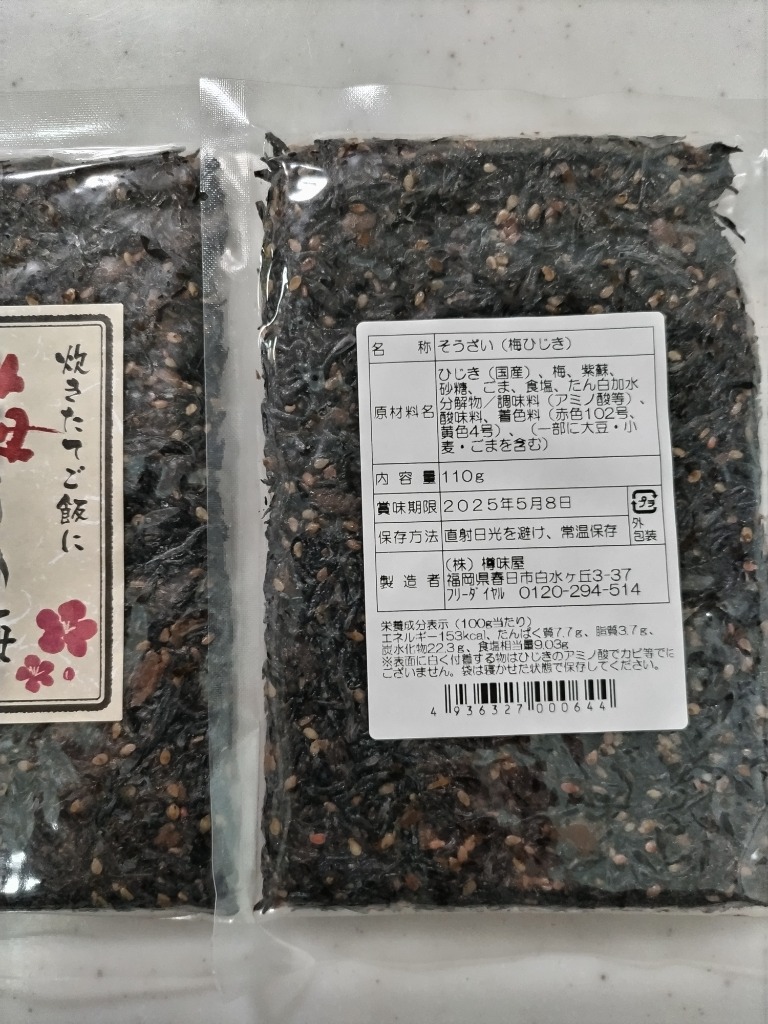 炊きたてご飯に
梅
名 称 そうざい（梅ひじき）
原材料名 ひじき（国産）、梅、紫蘇、
砂糖、ごま、食塩、たん白加水
分解物／調味料（アミノ酸等）、
酸味料、着色料（赤色102号、
黄色4号）、（一部に大豆・小
麦・ごまを含む）
内 容 量 110g
賞味期限 2025年5月8日
保存方法 直射日光を避け、常温保存
プラ
外
包装
製 造 者 （株）樽味屋
福岡県春日市白水ヶ丘3-37
フリーダイヤル 0120-294-514
栄養成分表示（100g当たり）
エネルギー153kcal、たんぱく質7.7g、脂質3.7g、
炭水化物22.3g、食塩相当量9.03g
※表面に白く付着する物はひじきのアミノ酸でカビ等でに
ございません。袋は寝かせた状態で保存してください。
4 936327 000644